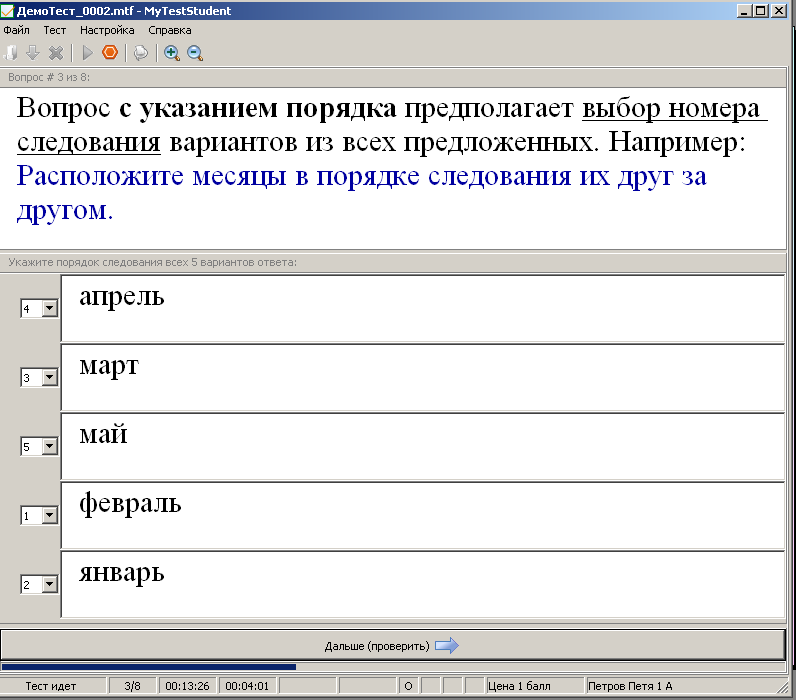 ДемоТест_0002.mtf - MyTestStudent
Файл Тест Настройка Справка
Вопрос # 3 из 8:
Вопрос с указанием порядка предполагает выбор номера
следования вариантов из всех предложенных. Например:
Расположите месяцы в порядке следования их друг за
другом.
Укажите порядок следования всех 5 вариантов ответа:
4 апрель
3 март
5 май
1 февраль
2 январь
Дальше (проверить)
Тест идет 3/8 00:13:26 00:04:01 О Цена 1 балл Петров Петя 1 А